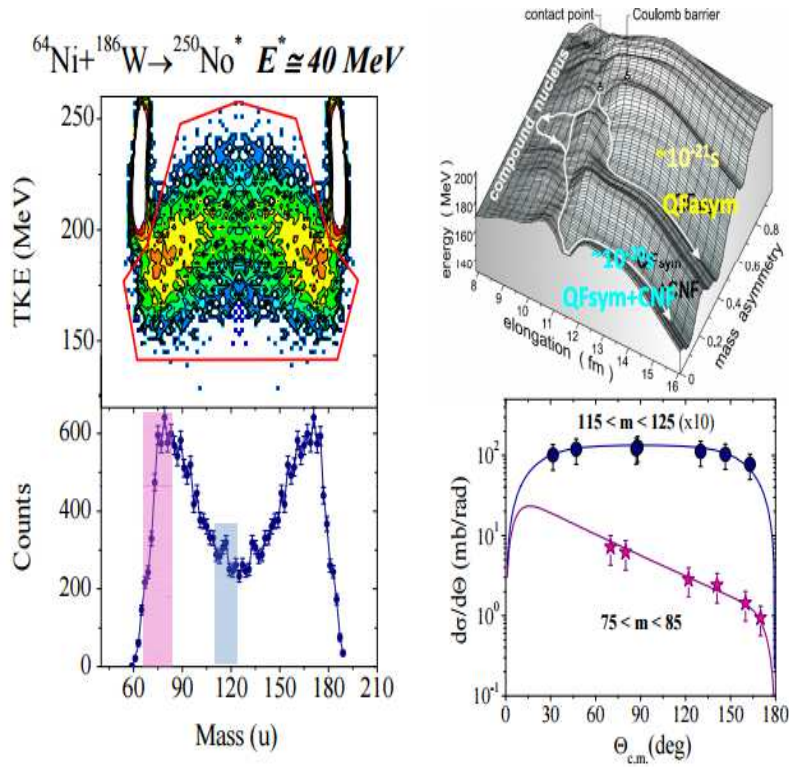 ⁶⁴Ni+¹⁸⁶W→²⁵⁰No* E*≅40 MeV
250
200
150
TKE (MeV)
600
400
200
0
Counts
60 90 120 150 180 210
Mass (u)
contact point
Coulomb barrier
compound nucleus
~10⁻²¹s
QFasym
~10⁻²⁰s
sym
QFsym+CNF
CNF
energy ( MeV )
200
180
160
140
8 9 10 11 12 13 14 15 16
elongation ( fm )
0 0,2 0,4 0,6 0,8
mass asymmetry
115 < m < 125 (x10)
75 < m < 85
10²
10¹
10⁰
10⁻¹
dσ/dΘ (mb/rad)
0 30 60 90 120 150 180
Θc.m.(deg)